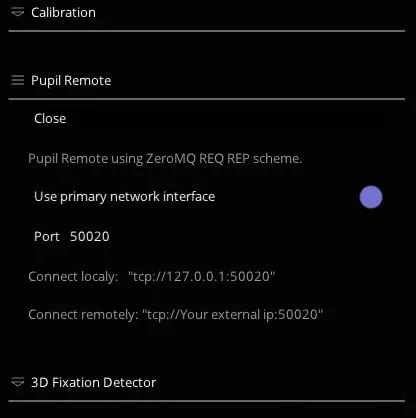 Calibration
Pupil Remote
Close
Pupil Remote using ZeroMQ REQ REP scheme.
Use primary network interface
Port 50020
Connect localy: "tcp://127.0.0.1:50020"
Connect remotely: "tcp://Your external ip:50020"
3D Fixation Detector